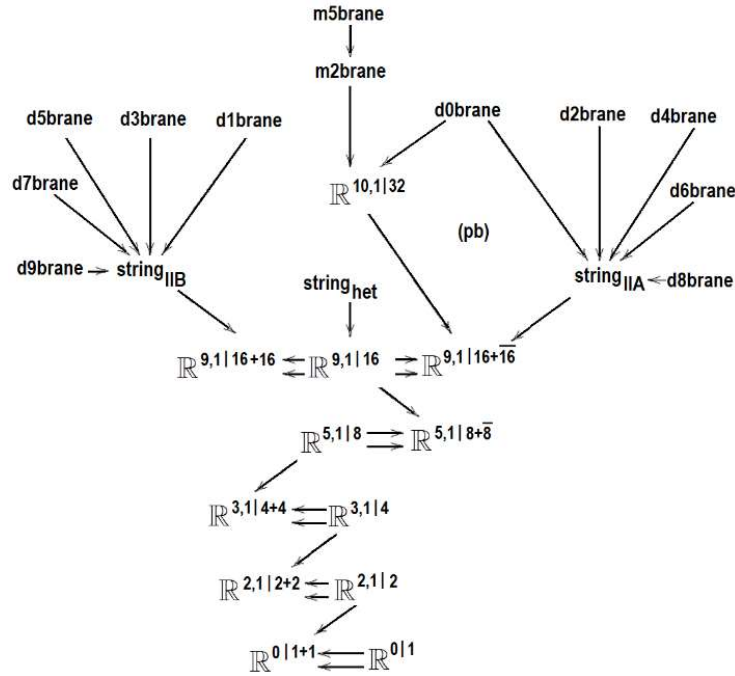 m5brane
m2brane
d5brane d3brane d1brane d0brane d2brane d4brane
d7brane ℝ^{10,1|32} d6brane
(pb)
d9brane string_{IIB} string_{het} string_{IIA} d8brane
ℝ^{9,1|16+16} ℝ^{9,1|16} ℝ^{9,1|16+\overline{16}}
ℝ^{5,1|8} ℝ^{5,1|8+\overline{8}}
ℝ^{3,1|4+4} ℝ^{3,1|4}
ℝ^{2,1|2+2} ℝ^{2,1|2}
ℝ^{0|1+1} ℝ^{0|1}